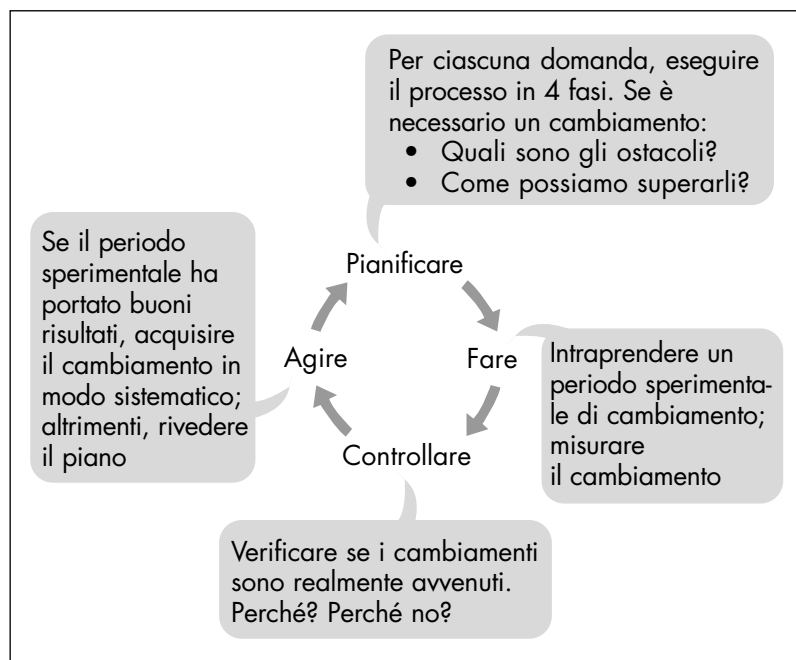 Per ciascuna domanda, eseguire
il processo in 4 fasi. Se è
necessario un cambiamento:
• Quali sono gli ostacoli?
• Come possiamo superarli?
Pianificare
Fare
Intraprendere un
periodo sperimenta-
le di cambiamento;
misurare
il cambiamento
Controllare
Verificare se i cambiamenti
sono realmente avvenuti.
Perché? Perché no?
Agire
Se il periodo
sperimentale ha
portato buoni
risultati, acquisire
il cambiamento in
modo sistematico;
altrimenti, rivedere
il piano